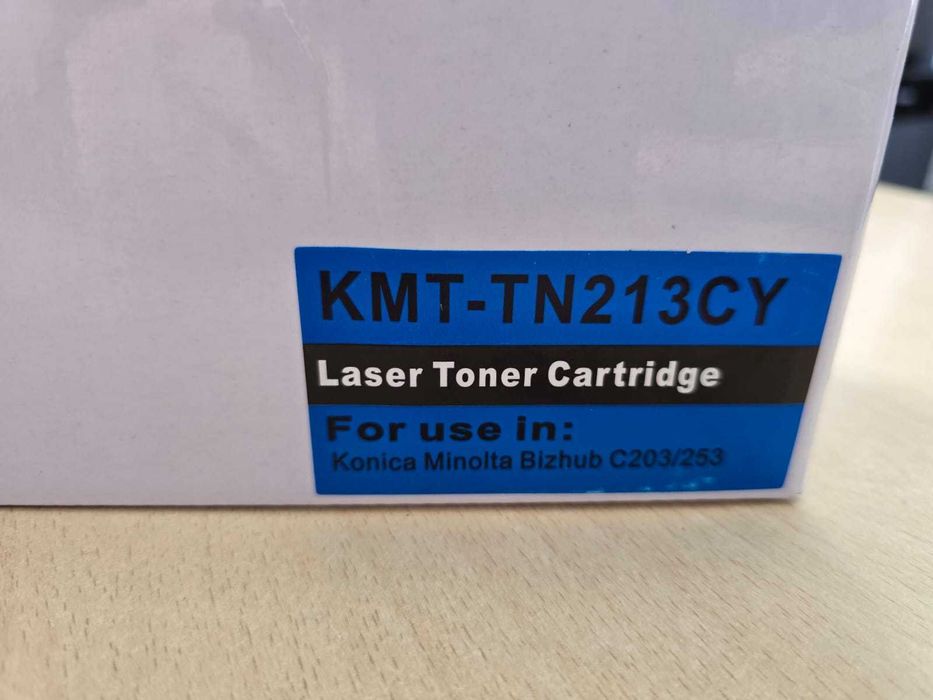 KMT-TN213CY
Laser Toner Cartridge
For use in:
Konica Minolta Bizhub C203/253